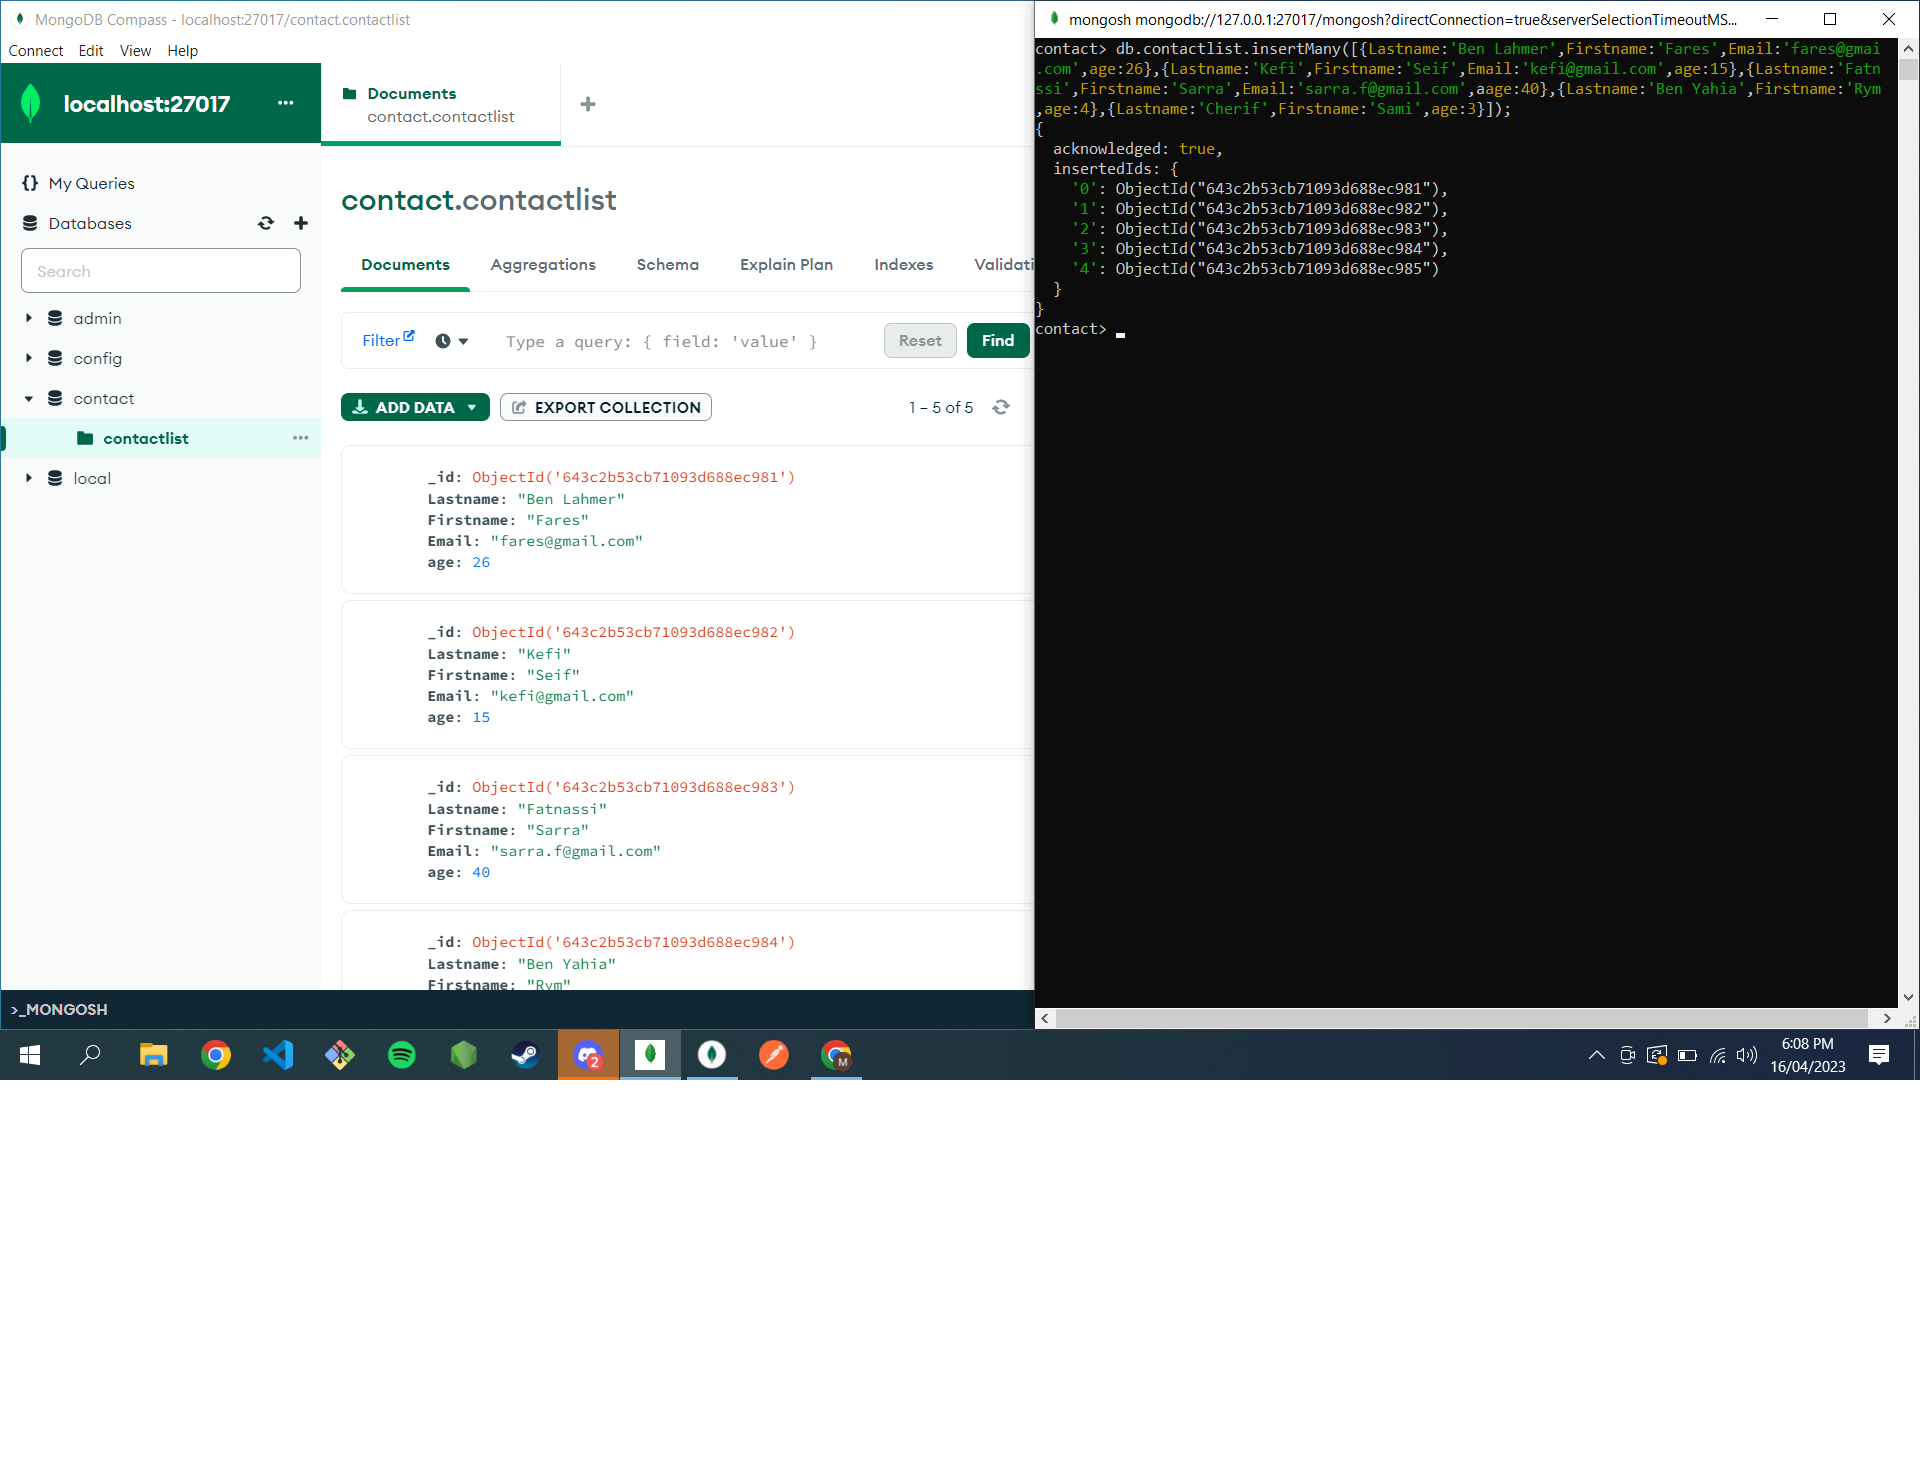 MongoDB Compass - localhost:27017/contact.contactlist
Connect Edit View Help
localhost:27017
Documents
contact.contactlist
My Queries
Databases
Search
admin
config
contact
contactlist
local
contact.contactlist
Documents Aggregations Schema Explain Plan Indexes Validati
Filter Type a query: { field: 'value' } Reset Find
ADD DATA EXPORT COLLECTION 1 – 5 of 5
_id: ObjectId('643c2b53cb71093d688ec981')
Lastname: "Ben Lahmer"
Firstname: "Fares"
Email: "fares@gmail.com"
age: 26
_id: ObjectId('643c2b53cb71093d688ec982')
Lastname: "Kefi"
Firstname: "Seif"
Email: "kefi@gmail.com"
age: 15
_id: ObjectId('643c2b53cb71093d688ec983')
Lastname: "Fatnassi"
Firstname: "Sarra"
Email: "sarra.f@gmail.com"
age: 40
_id: ObjectId('643c2b53cb71093d688ec984')
Lastname: "Ben Yahia"
Firstname: "Rym"
>_MONGOSH
mongosh mongodb://127.0.0.1:27017/mongosh?directConnection=true&serverSelectionTimeoutMS...
contact> db.contactlist.insertMany([{Lastname:'Ben Lahmer',Firstname:'Fares',Email:'fares@gmai
.com',age:26},{Lastname:'Kefi',Firstname:'Seif',Email:'kefi@gmail.com',age:15},{Lastname:'Fatn
ssi',Firstname:'Sarra',Email:'sarra.f@gmail.com',aage:40},{Lastname:'Ben Yahia',Firstname:'Rym
,age:4},{Lastname:'Cherif',Firstname:'Sami',age:3}]);
{
acknowledged: true,
insertedIds: {
'0': ObjectId("643c2b53cb71093d688ec981"),
'1': ObjectId("643c2b53cb71093d688ec982"),
'2': ObjectId("643c2b53cb71093d688ec983"),
'3': ObjectId("643c2b53cb71093d688ec984"),
'4': ObjectId("643c2b53cb71093d688ec985")
}
}
contact>
2
M
6:08 PM
16/04/2023